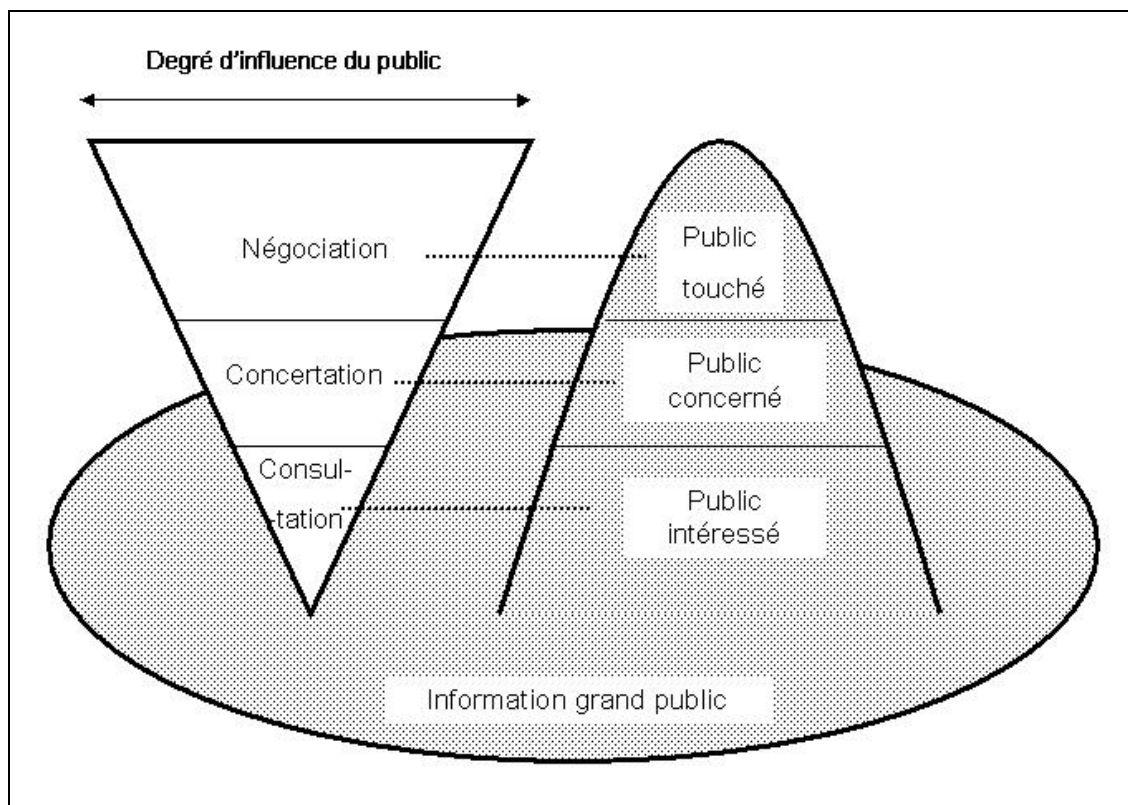 Degré d'influence du public
Négociation
Public
touché
Concertation
Public
concerné
Consul-
-tation
Public
intéressé
Information grand public